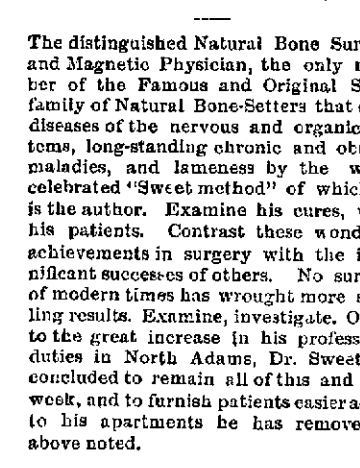 The distinguished Natural Bone Sur
and Magnetic Physician, the only
ber of the Famous and Original S
family of Natural Bone-Setters that
diseases of the nervous and organic
tems, long-standing chronic and ob
maladies, and lameness by the w
celebrated "Sweet method" of which
is the author. Examine his cures,
his patients. Contrast these wond
achievements in surgery with the i
nificant successes of others. No sur
of modern times has wrought more s
ling results. Examine, investigate. O
to the great increase in his profess
duties in North Adams, Dr. Sweet
concluded to remain all of this and
week, and to furnish patients easier a
to his apartments he has remove
above noted.